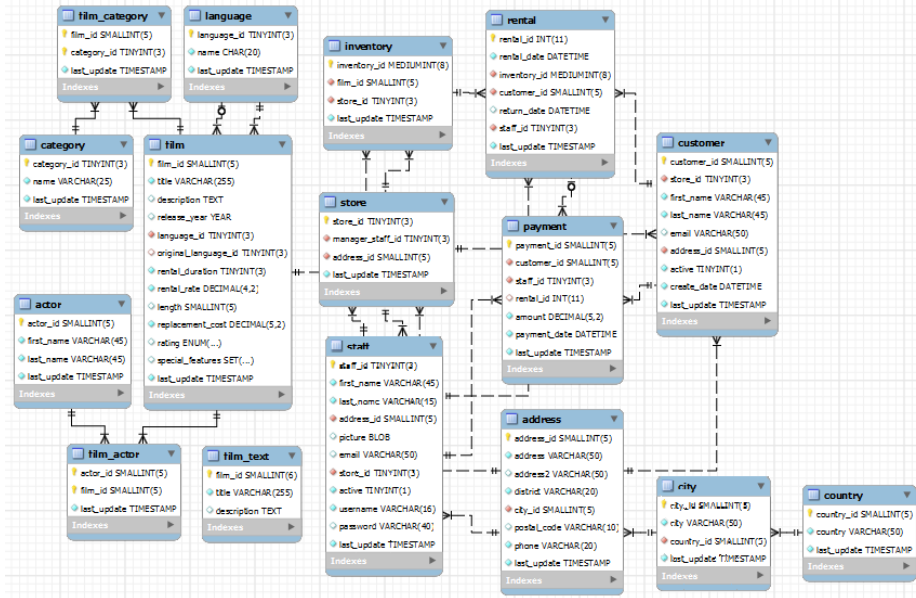 film_category
film_id SMALLINT(5)
category_id TINYINT(3)
last_update TIMESTAMP
Indexes
language
language_id TINYINT(3)
name CHAR(20)
last_update TIMESTAMP
Indexes
inventory
inventory_id MEDIUMINT(8)
film_id SMALLINT(5)
store_id TINYINT(3)
last_update TIMESTAMP
Indexes
rental
rental_id INT(11)
rental_date DATETIME
inventory_id MEDIUMINT(8)
customer_id SMALLINT(5)
return_date DATETIME
staff_id TINYINT(3)
last_update TIMESTAMP
Indexes
category
category_id TINYINT(3)
name VARCHAR(25)
last_update TIMESTAMP
Indexes
film
film_id SMALLINT(5)
title VARCHAR(255)
description TEXT
release_year YEAR
language_id TINYINT(3)
original_language_id TINYINT(3)
rental_duration TINYINT(3)
rental_rate DECIMAL(4,2)
length SMALLINT(5)
replacement_cost DECIMAL(5,2)
rating ENUM(...)
special_features SET(...)
last_update TIMESTAMP
Indexes
store
store_id TINYINT(3)
manager_staff_id TINYINT(3)
address_id SMALLINT(5)
last_update TIMESTAMP
Indexes
customer
customer_id SMALLINT(5)
store_id TINYINT(3)
first_name VARCHAR(45)
last_name VARCHAR(45)
email VARCHAR(50)
address_id SMALLINT(5)
active TINYINT(1)
create_date DATETIME
last_update TIMESTAMP
Indexes
payment
payment_id SMALLINT(5)
customer_id SMALLINT(5)
staff_id TINYINT(3)
rental_id INT(11)
amount DECIMAL(5,2)
payment_date DATETIME
last_update TIMESTAMP
Indexes
actor
actor_id SMALLINT(5)
first_name VARCHAR(45)
last_name VARCHAR(45)
last_update TIMESTAMP
Indexes
staff
staff_id TINYINT(3)
first_name VARCHAR(45)
last_nomc VARCHAR(15)
address_id SMALLINT(5)
picture BLOB
email VARCHAR(50)
store_id TINYINT(3)
active TINYINT(1)
username VARCHAR(16)
password VARCHAR(40)
last_update TIMESTAMP
Indexes
film_actor
actor_id SMALLINT(5)
film_id SMALLINT(5)
last_update TIMESTAMP
Indexes
film_text
film_id SMALLINT(6)
title VARCHAR(255)
description TEXT
Indexes
address
address_id SMALLINT(5)
address VARCHAR(50)
address2 VARCHAR(50)
district VARCHAR(20)
city_id SMALLINT(5)
postal_code VARCHAR(10)
phone VARCHAR(20)
last_update TIMESTAMP
Indexes
city
city_id SMALLINT(5)
city VARCHAR(50)
country_id SMALLINT(5)
last_update TIMESTAMP
Indexes
country
country_id SMALLINT(5)
country VARCHAR(50)
last_update TIMESTAMP
Indexes